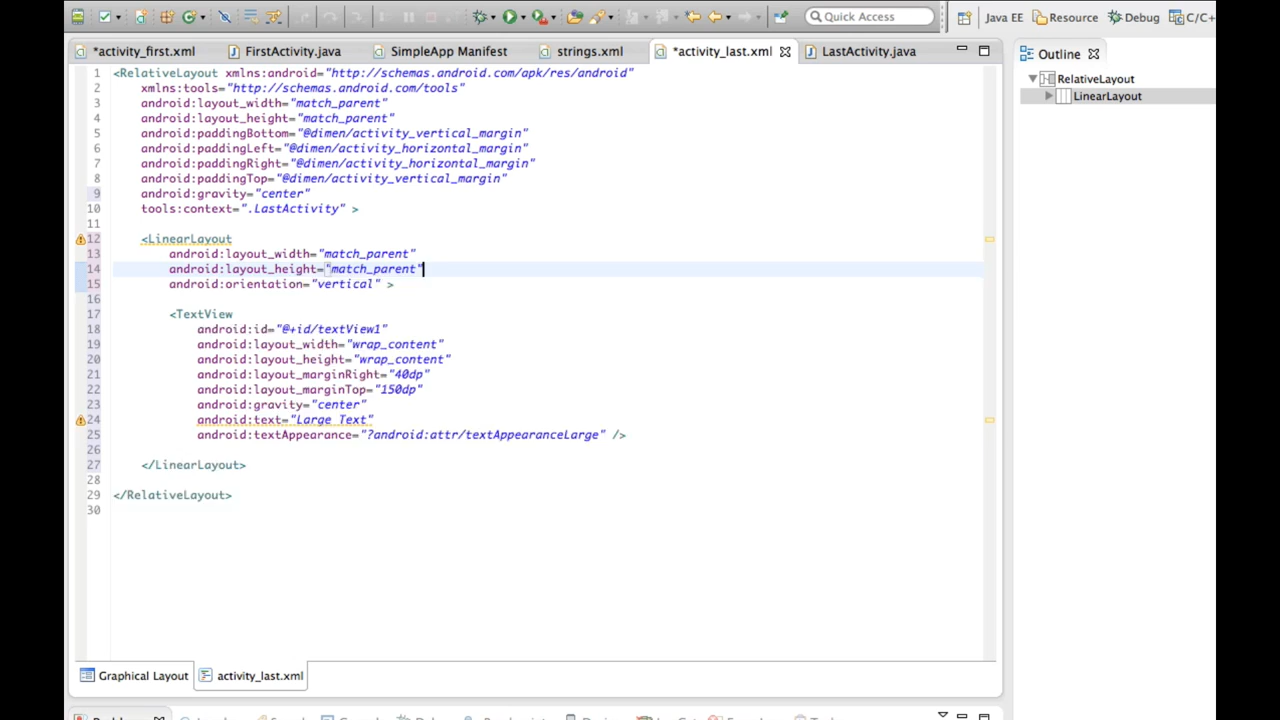 Quick Access
Java EE
Resource
Debug
C/C+
*activity_first.xml
FirstActivity.java
SimpleApp Manifest
strings.xml
*activity_last.xml
LastActivity.java
Outline
1 <RelativeLayout xmlns:android="http://schemas.android.com/apk/res/android"
2 xmlns:tools="http://schemas.android.com/tools"
3 android:layout_width="match_parent"
4 android:layout_height="match_parent"
5 android:paddingBottom="@dimen/activity_vertical_margin"
6 android:paddingLeft="@dimen/activity_horizontal_margin"
7 android:paddingRight="@dimen/activity_horizontal_margin"
8 android:paddingTop="@dimen/activity_vertical_margin"
9 android:gravity="center"
10 tools:context=".LastActivity" >
11
12 <LinearLayout
13 android:layout_width="match_parent"
14 android:layout_height="match_parent"
15 android:orientation="vertical" >
16
17 <TextView
18 android:id="@+id/textView1"
19 android:layout_width="wrap_content"
20 android:layout_height="wrap_content"
21 android:layout_marginRight="40dp"
22 android:layout_marginTop="150dp"
23 android:gravity="center"
24 android:text="Large Text"
25 android:textAppearance="?android:attr/textAppearanceLarge" />
26
27 </LinearLayout>
28
29 </RelativeLayout>
30
RelativeLayout
LinearLayout
Graphical Layout
activity_last.xml